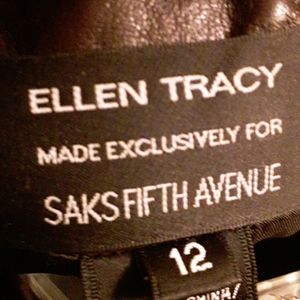 ELLEN TRACY
MADE EXCLUSIVELY FOR
SAKS FIFTH AVENUE
12